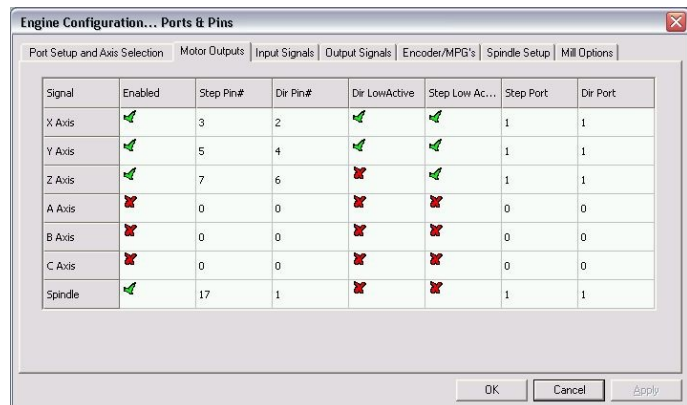 Engine Configuration... Ports & Pins
Port Setup and Axis Selection Motor Outputs Input Signals Output Signals Encoder/MPG's Spindle Setup Mill Options
Signal Enabled Step Pin# Dir Pin# Dir LowActive Step Low Ac... Step Port Dir Port
X Axis 3 2 1 1
Y Axis 5 4 1 1
Z Axis 7 6 1 1
A Axis 0 0 0 0
B Axis 0 0 0 0
C Axis 0 0 0 0
Spindle 17 1 1 1
OK Cancel Apply